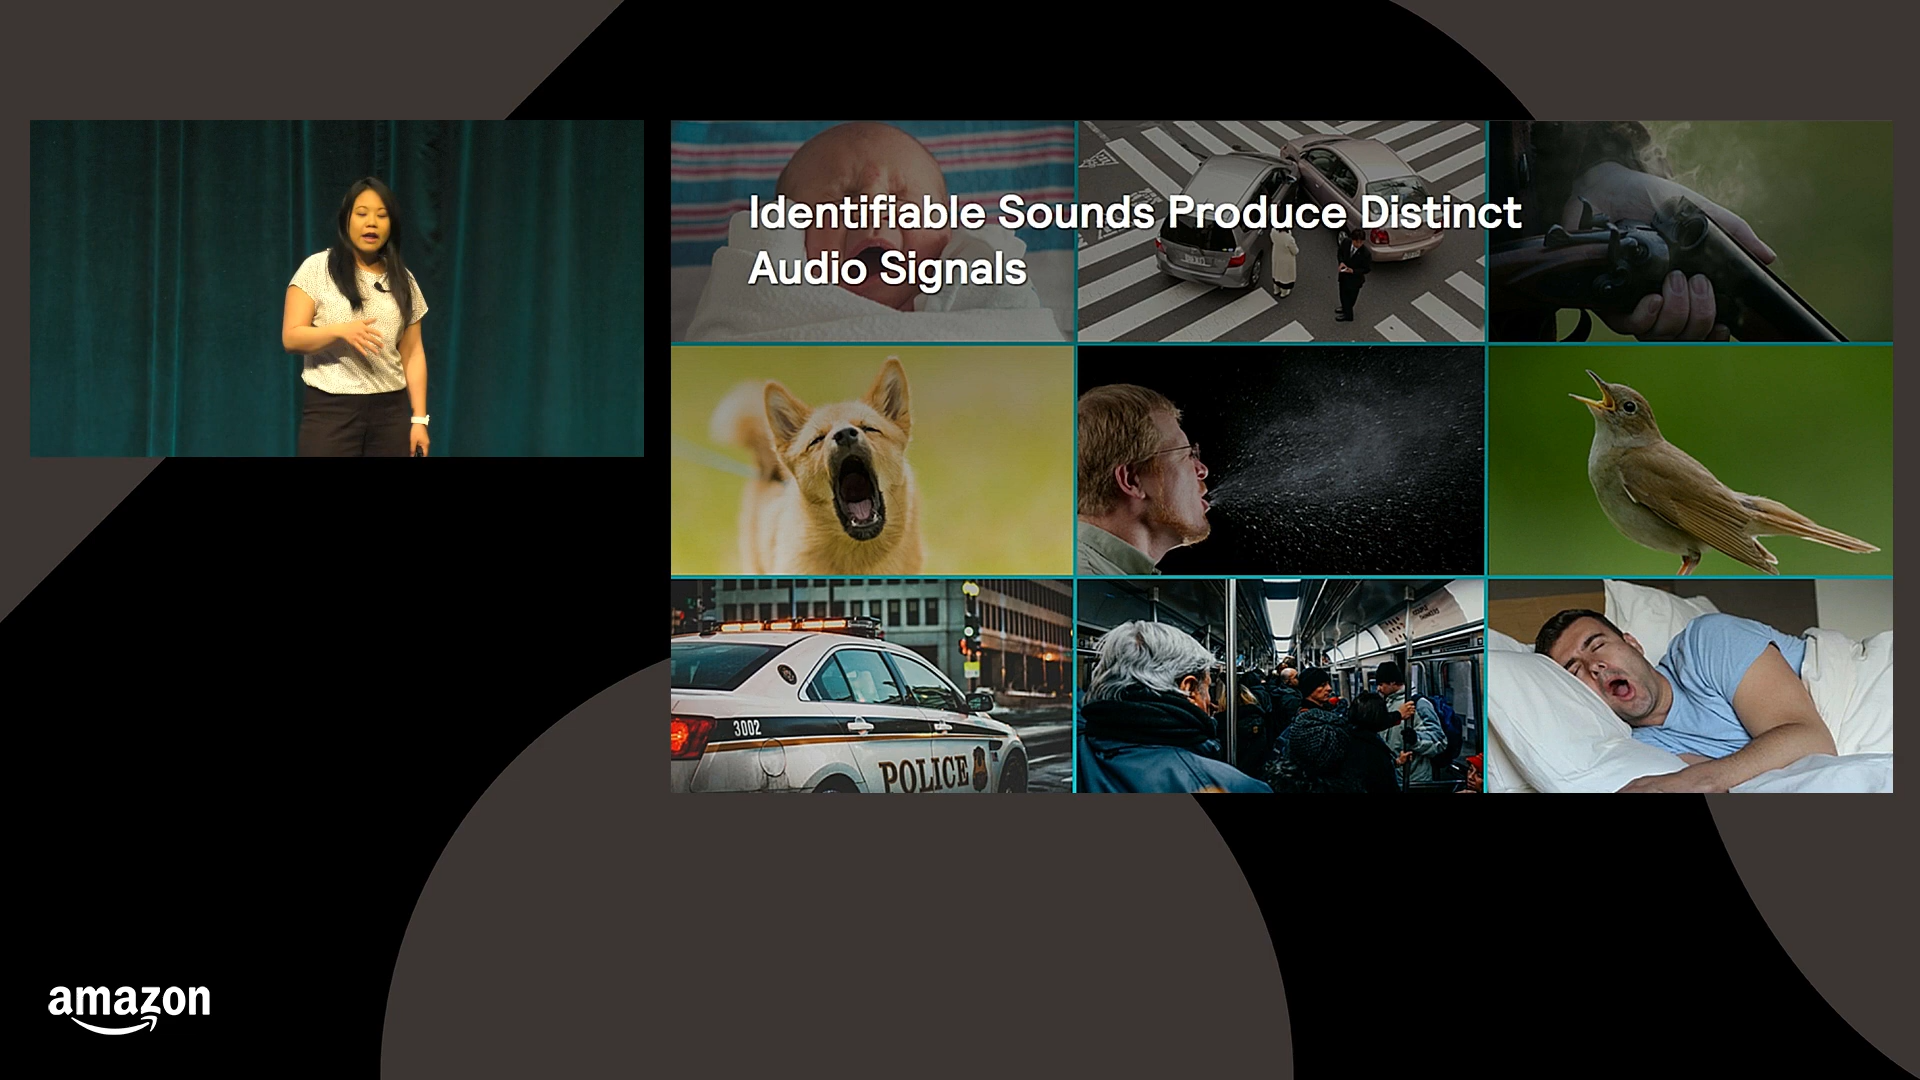 Identifiable Sounds Produce Distinct
Audio Signals
3002
POLICE
amazon